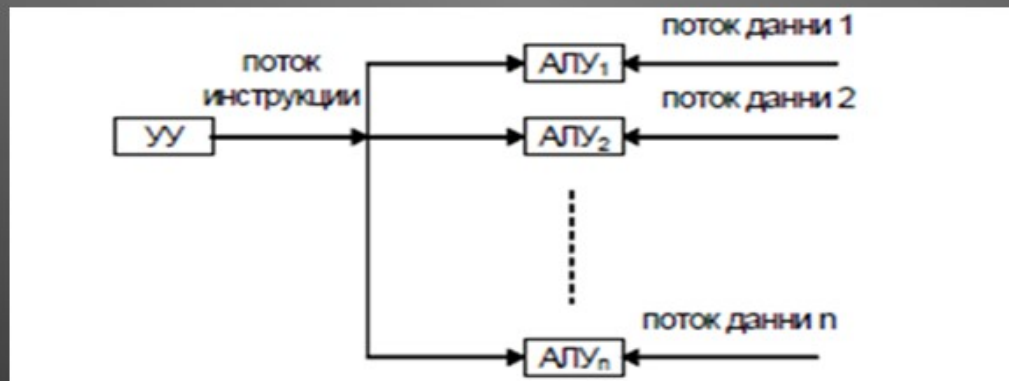 поток данни 1
поток
инструкции
АЛУ₁
поток данни 2
УУ
АЛУ₂
поток данни n
АЛУₙ